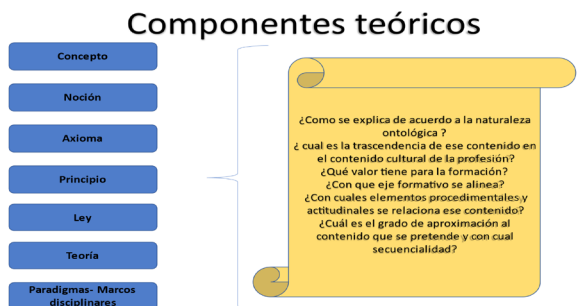 Componentes teóricos
Concepto
Noción
Axioma
Principio
Ley
Teoría
Paradigmas- Marcos
disciplinares
¿Como se explica de acuerdo a la naturaleza
ontológica ?
¿ cual es la trascendencia de ese contenido en
el contenido cultural de la profesión?
¿Qué valor tiene para la formación?
¿Con que eje formativo se alinea?
¿Con cuales elementos procedimentales y
actitudinales se relaciona ese contenido?
¿Cuál es el grado de aproximación al
contenido que se pretende y con cual
secuencialidad?